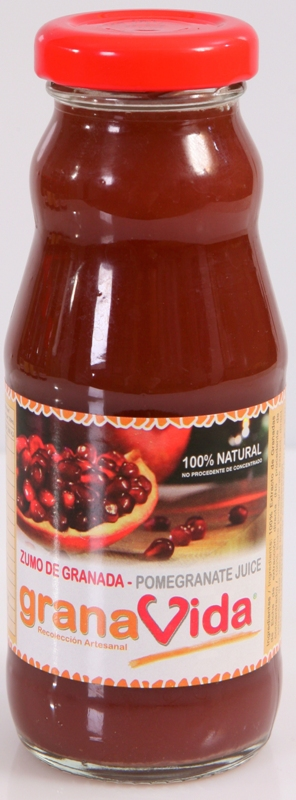 100% NATURAL
NO PROCEDENTE DE CONCENTRADO
ZUMO DE GRANADA - POMEGRANATE JUICE
granaVida®
Recolección Artesanal